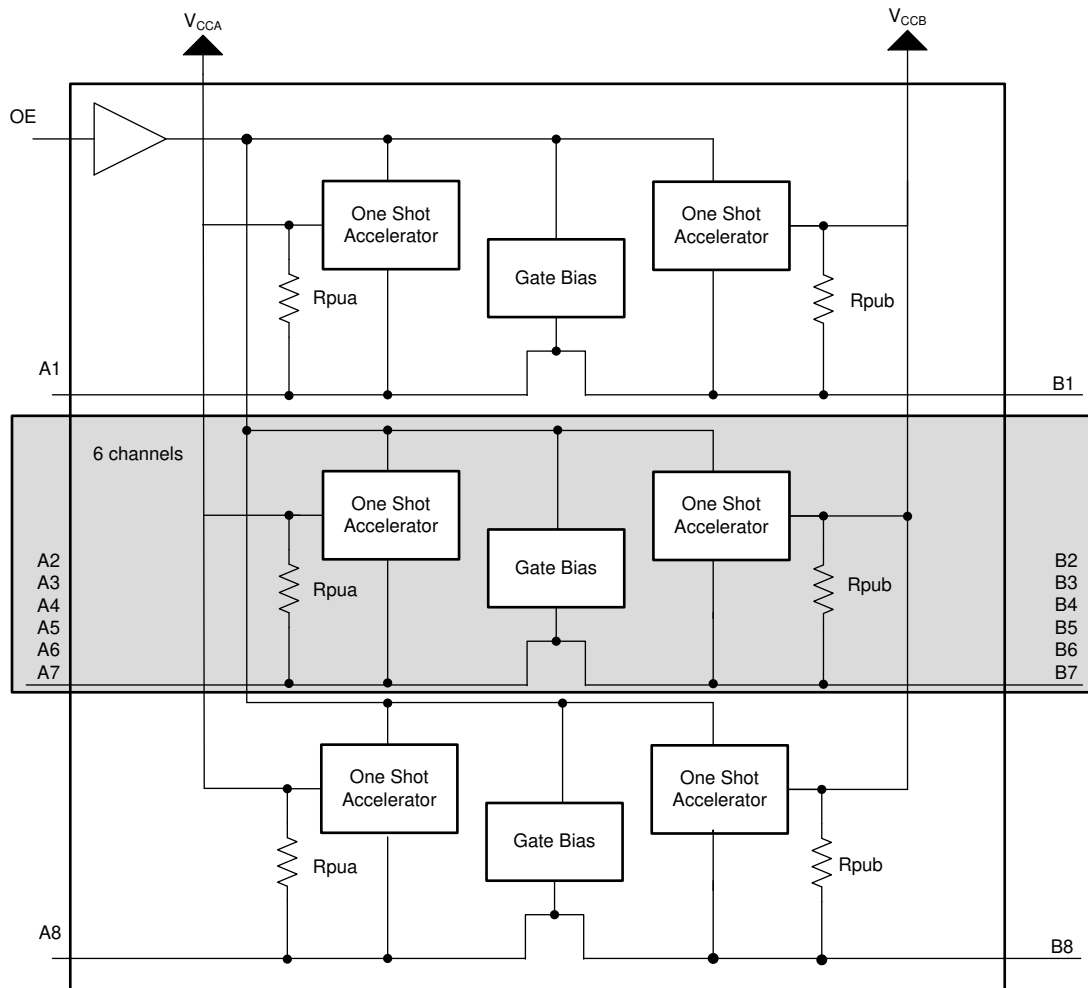 VCCA
VCCB
OE
One Shot
Accelerator
One Shot
Accelerator
Gate Bias
Rpua
Rpub
A1
B1
6 channels
One Shot
Accelerator
One Shot
Accelerator
Gate Bias
Rpua
Rpub
A2
A3
A4
A5
A6
A7
B2
B3
B4
B5
B6
B7
One Shot
Accelerator
One Shot
Accelerator
Gate Bias
Rpua
Rpub
A8
B8